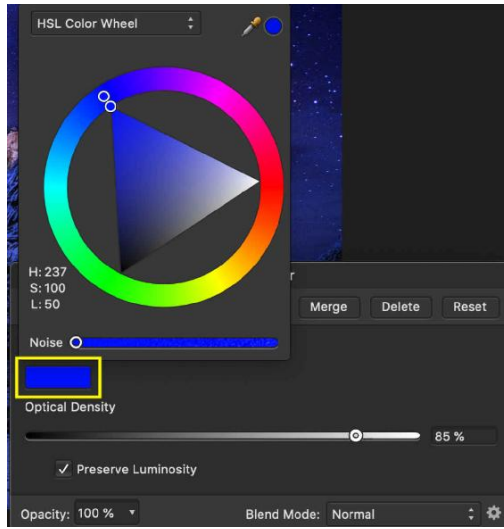 HSL Color Wheel
H: 237
S: 100
L: 50
Merge Delete Reset
Noise
Optical Density
85 %
Preserve Luminosity
Opacity: 100 % Blend Mode: Normal